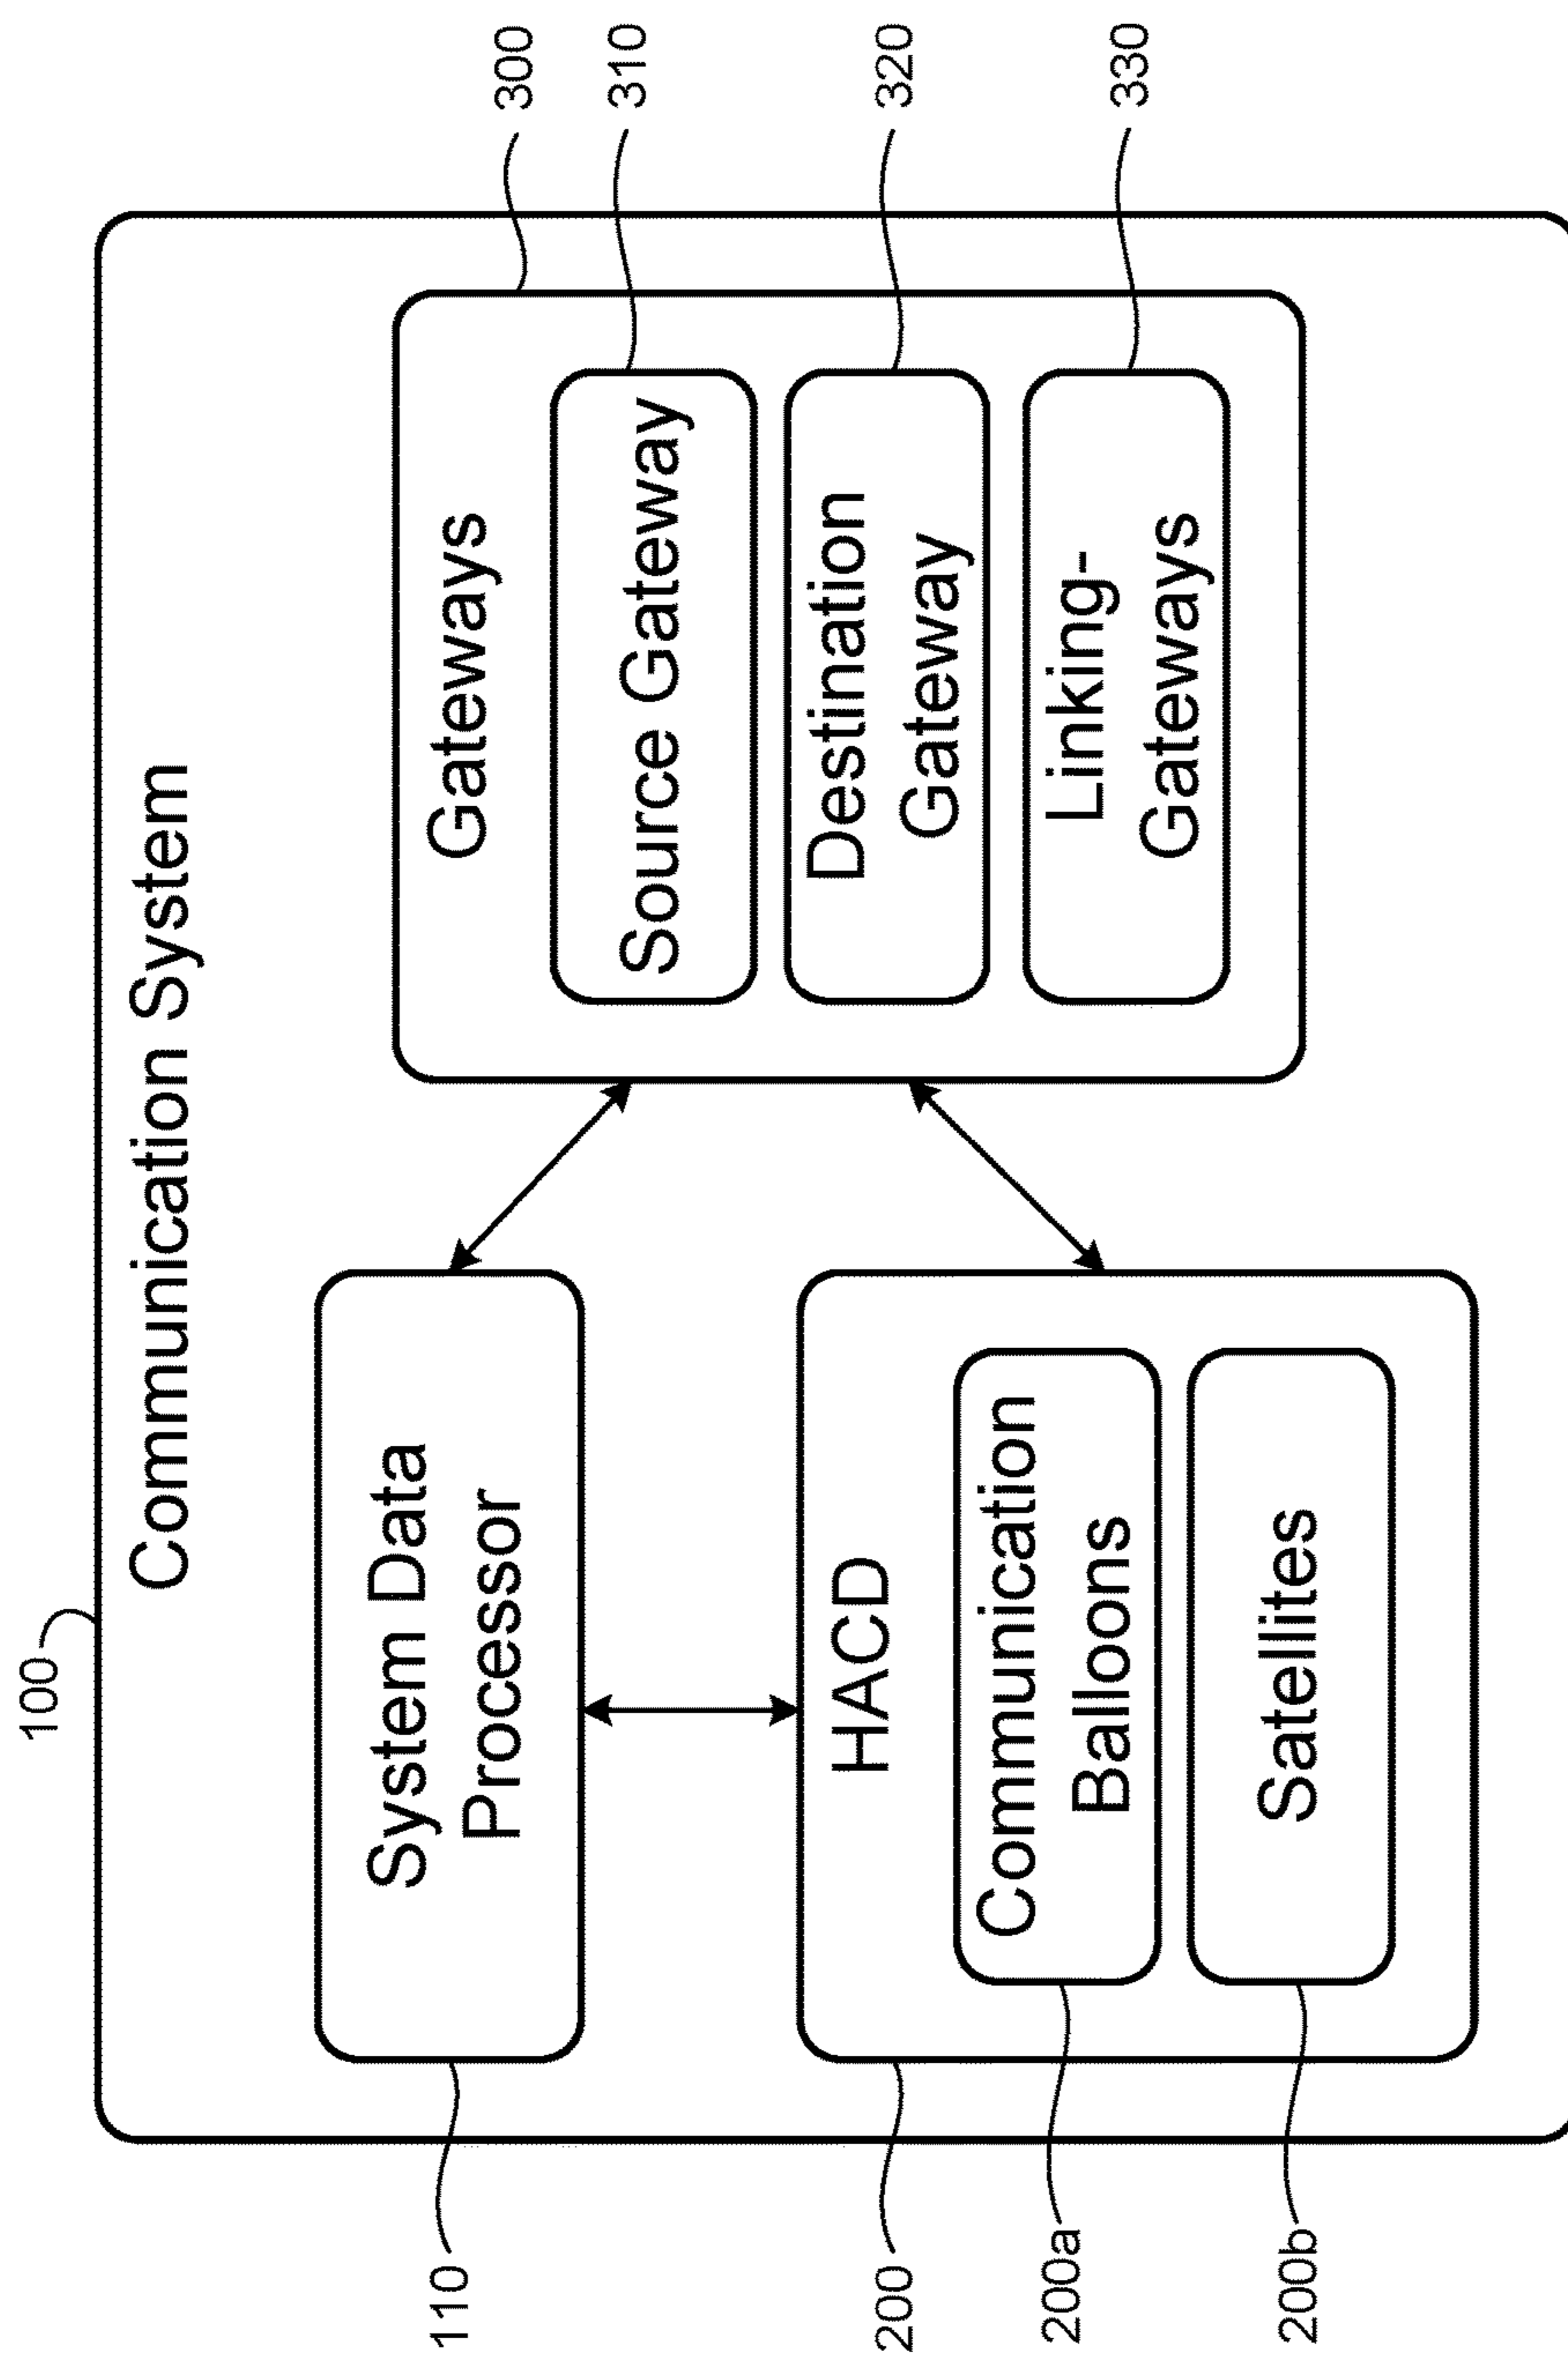 100
Communication System
System Data
Processor
110
HACD
200
Communication
Balloons
200a
Satellites
200b
Gateways
300
Source Gateway
310
Destination
Gateway
320
Linking-
Gateways
330